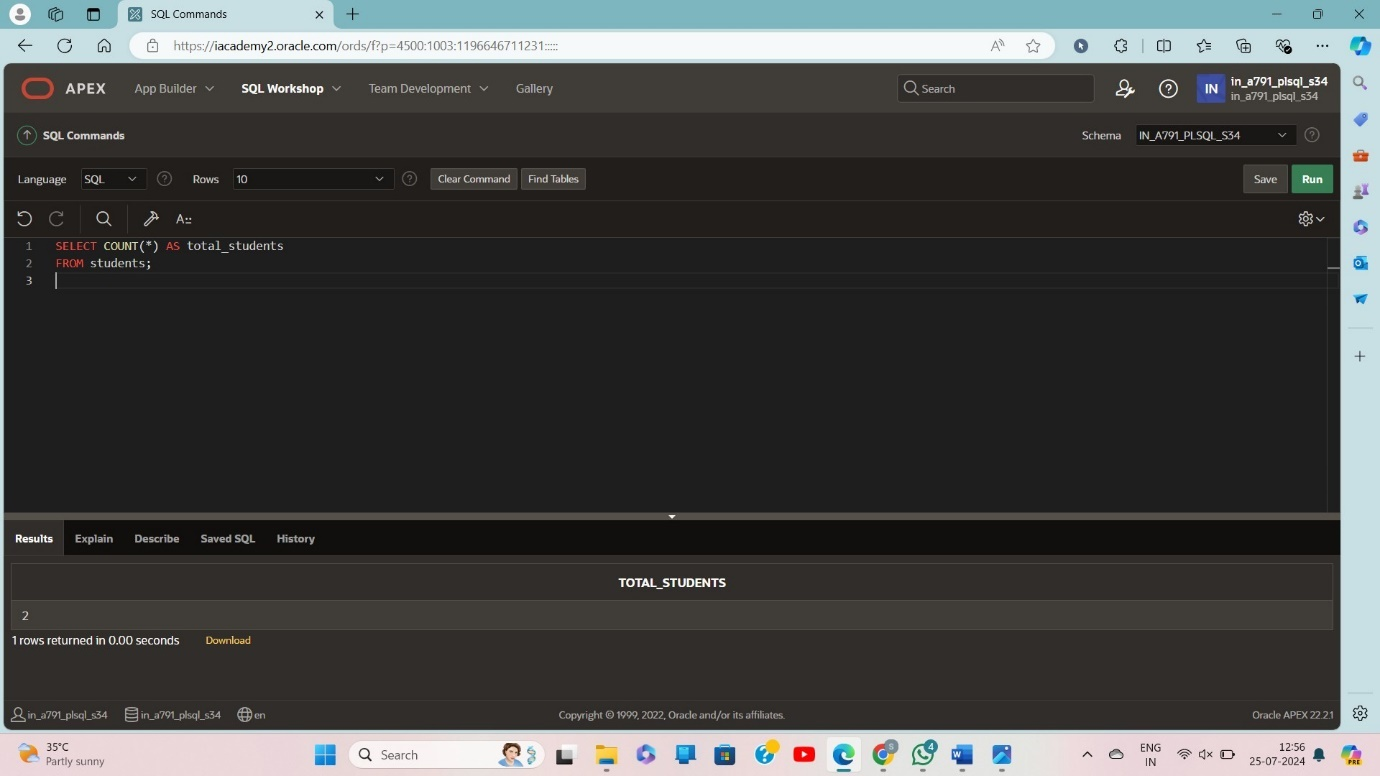 SQL Commands
https://iacademy2.oracle.com/ords/f?p=4500:1003:1196646711231:::::
APEX App Builder SQL Workshop Team Development Gallery Search IN in_a791_plsql_s34
in_a791_plsql_s34
SQL Commands Schema IN_A791_PLSQL_S34
Language SQL Rows 10 Clear Command Find Tables Save Run
1 SELECT COUNT(*) AS total_students
2 FROM students;
3
Results Explain Describe Saved SQL History
TOTAL_STUDENTS
2
1 rows returned in 0.00 seconds Download
in_a791_plsql_s34 in_a791_plsql_s34 en Copyright © 1999, 2022, Oracle and/or its affiliates. Oracle APEX 22.2.1
35°C
Partly sunny
Search
4
ENG
IN
12:56
25-07-2024
PRE